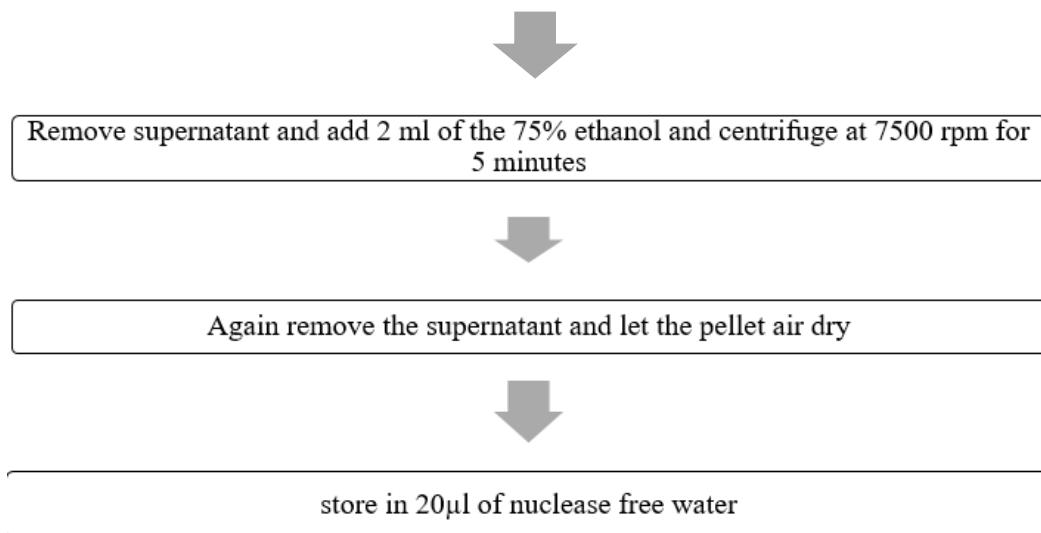 Remove supernatant and add 2 ml of the 75% ethanol and centrifuge at 7500 rpm for
5 minutes
Again remove the supernatant and let the pellet air dry
store in 20µl of nuclease free water